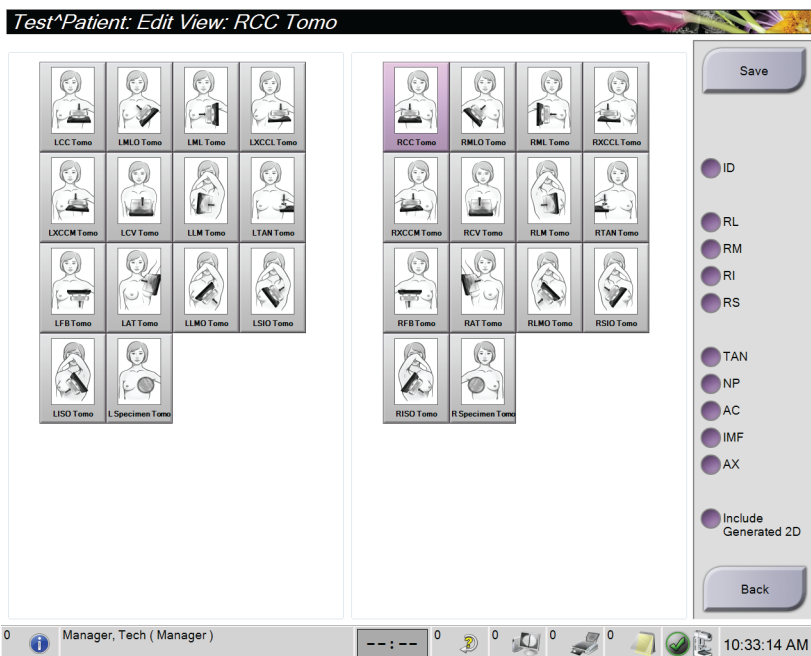 Test^Patient: Edit View: RCC Tomo
LCC Tomo LMLO Tomo LML Tomo LXCCL Tomo
LXCCM Tomo LCV Tomo LLM Tomo LTAN Tomo
LFB Tomo LAT Tomo LLMO Tomo LSIO Tomo
LISO Tomo L Specimen Tomo
RCC Tomo RMLO Tomo RML Tomo RXCCL Tomo
RXCCM Tomo RCV Tomo RLM Tomo RTAN Tomo
RFB Tomo RAT Tomo RLMO Tomo RSIO Tomo
RISO Tomo R Specimen Tomo
Save
ID
RL
RM
RI
RS
TAN
NP
AC
IMF
AX
Include
Generated 2D
Back
0 Manager, Tech ( Manager ) --:-- 0 0 0 0 10:33:14 AM